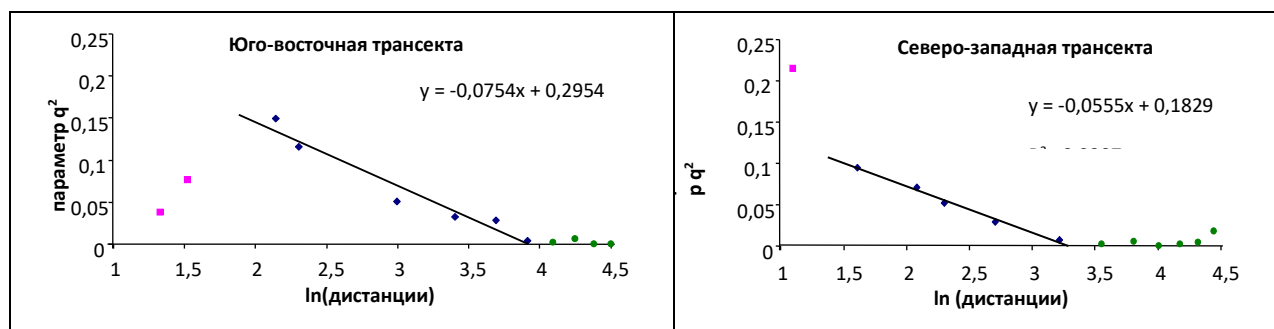 Юго-восточная трансекта
y = -0,0754x + 0,2954
параметр q²
0,25
0,2
0,15
0,1
0,05
0
1 1,5 2 2,5 3 3,5 4 4,5
ln(дистанции)
Северо-западная трансекта
y = -0,0555x + 0,1829
р q²
0,25
0,2
0,15
0,1
0,05
0
1 1,5 2 2,5 3 3,5 4 4,5
ln (дистанции)